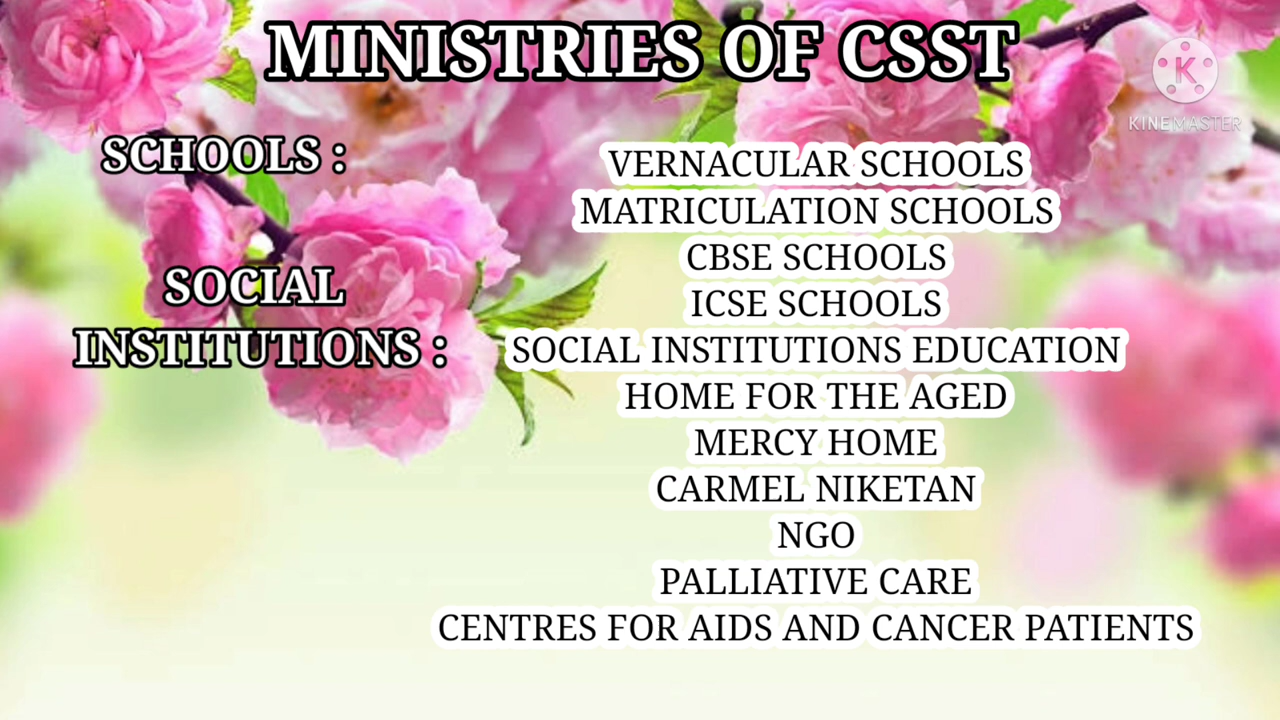 MINISTRIES OF CSST
KINEMASTER
SCHOOLS :
VERNACULAR SCHOOLS
MATRICULATION SCHOOLS
CBSE SCHOOLS
ICSE SCHOOLS
SOCIAL
INSTITUTIONS :
SOCIAL INSTITUTIONS EDUCATION
HOME FOR THE AGED
MERCY HOME
CARMEL NIKETAN
NGO
PALLIATIVE CARE
CENTRES FOR AIDS AND CANCER PATIENTS